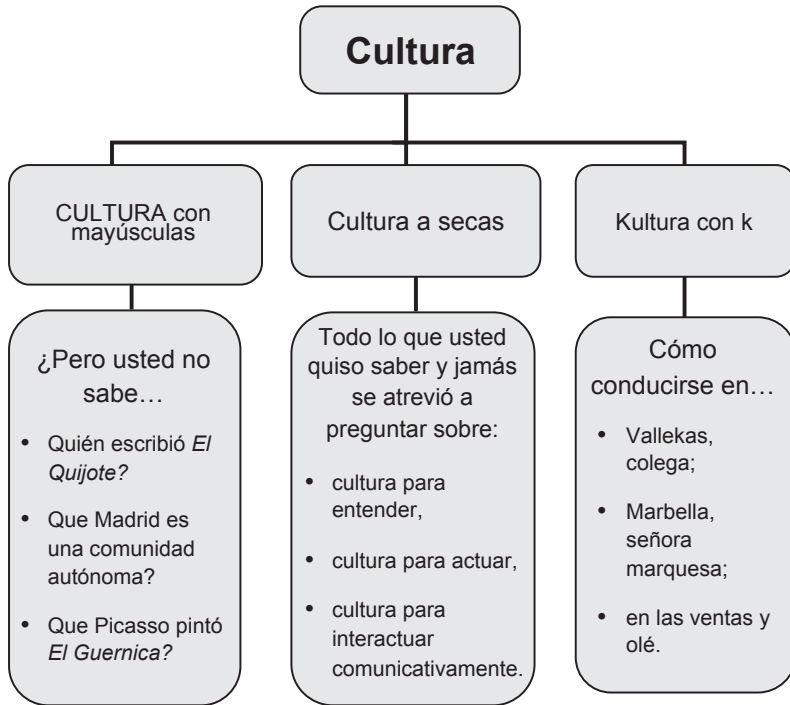 Cultura
CULTURA con
mayúsculas
Cultura a secas
Kultura con k
¿Pero usted no
sabe…
• Quién escribió El
Quijote?
• Que Madrid es
una comunidad
autónoma?
• Que Picasso pintó
El Guernica?
Todo lo que usted
quiso saber y jamás
se atrevió a
preguntar sobre:
• cultura para
entender,
• cultura para actuar,
• cultura para
interactuar
comunicativamente.
Cómo
conducirse en…
• Vallekas,
colega;
• Marbella,
señora
marquesa;
• en las ventas y
olé.